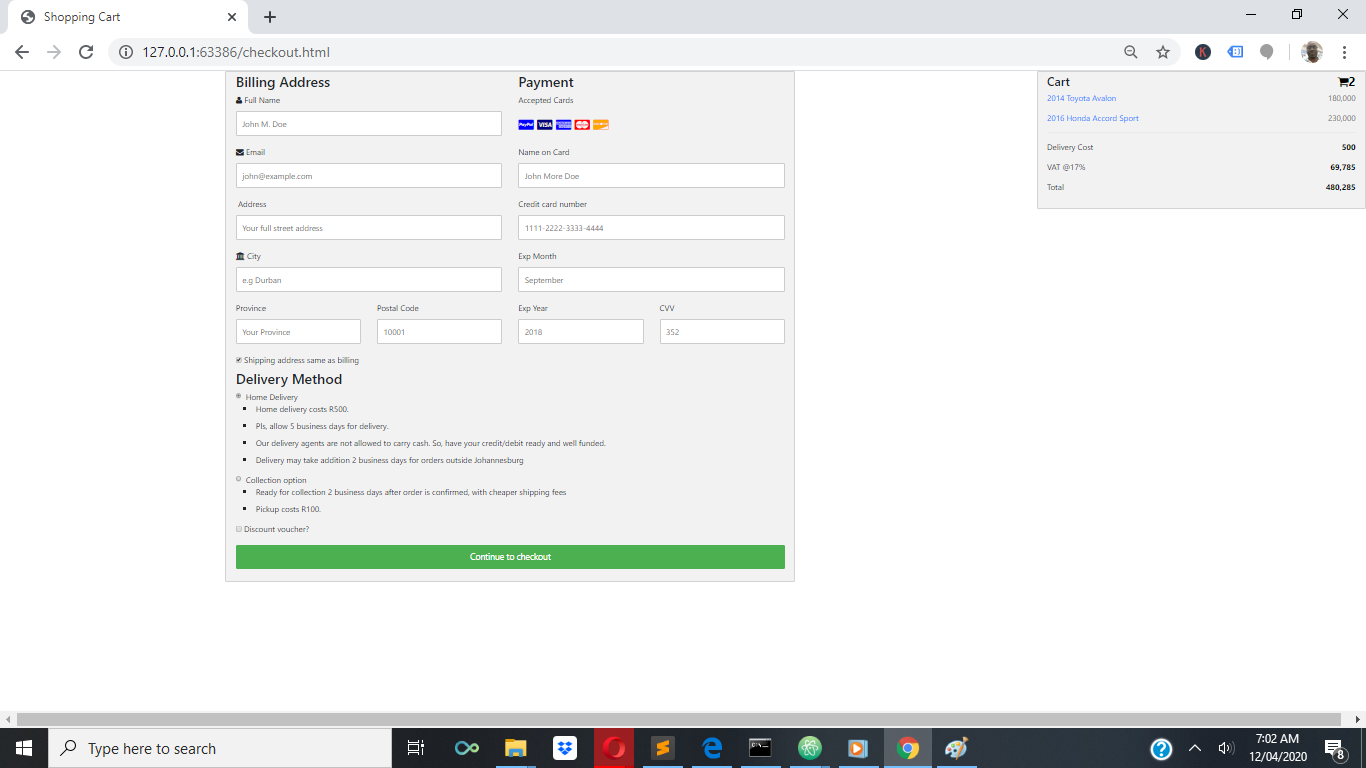 Shopping Cart
127.0.0.1:63386/checkout.html
K
Billing Address
Full Name
John M. Doe
Email
john@example.com
Address
Your full street address
City
e.g Durban
Province
Postal Code
Your Province
10001
Shipping address same as billing
Payment
Accepted Cards
PayPal VISA
Name on Card
John More Doe
Credit card number
1111-2222-3333-4444
Exp Month
September
Exp Year
CVV
2018
352
Delivery Method
Home Delivery
Home delivery costs R500.
Pls, allow 5 business days for delivery.
Our delivery agents are not allowed to carry cash. So, have your credit/debit ready and well funded.
Delivery may take addition 2 business days for orders outside Johannesburg
Collection option
Ready for collection 2 business days after order is confirmed, with cheaper shipping fees
Pickup costs R100.
Discount voucher?
Continue to checkout
Cart 2
2014 Toyota Avalon 180,000
2016 Honda Accord Sport 230,000
Delivery Cost 500
VAT @17% 69,785
Total 480,285
Type here to search
7:02 AM
12/04/2020
8